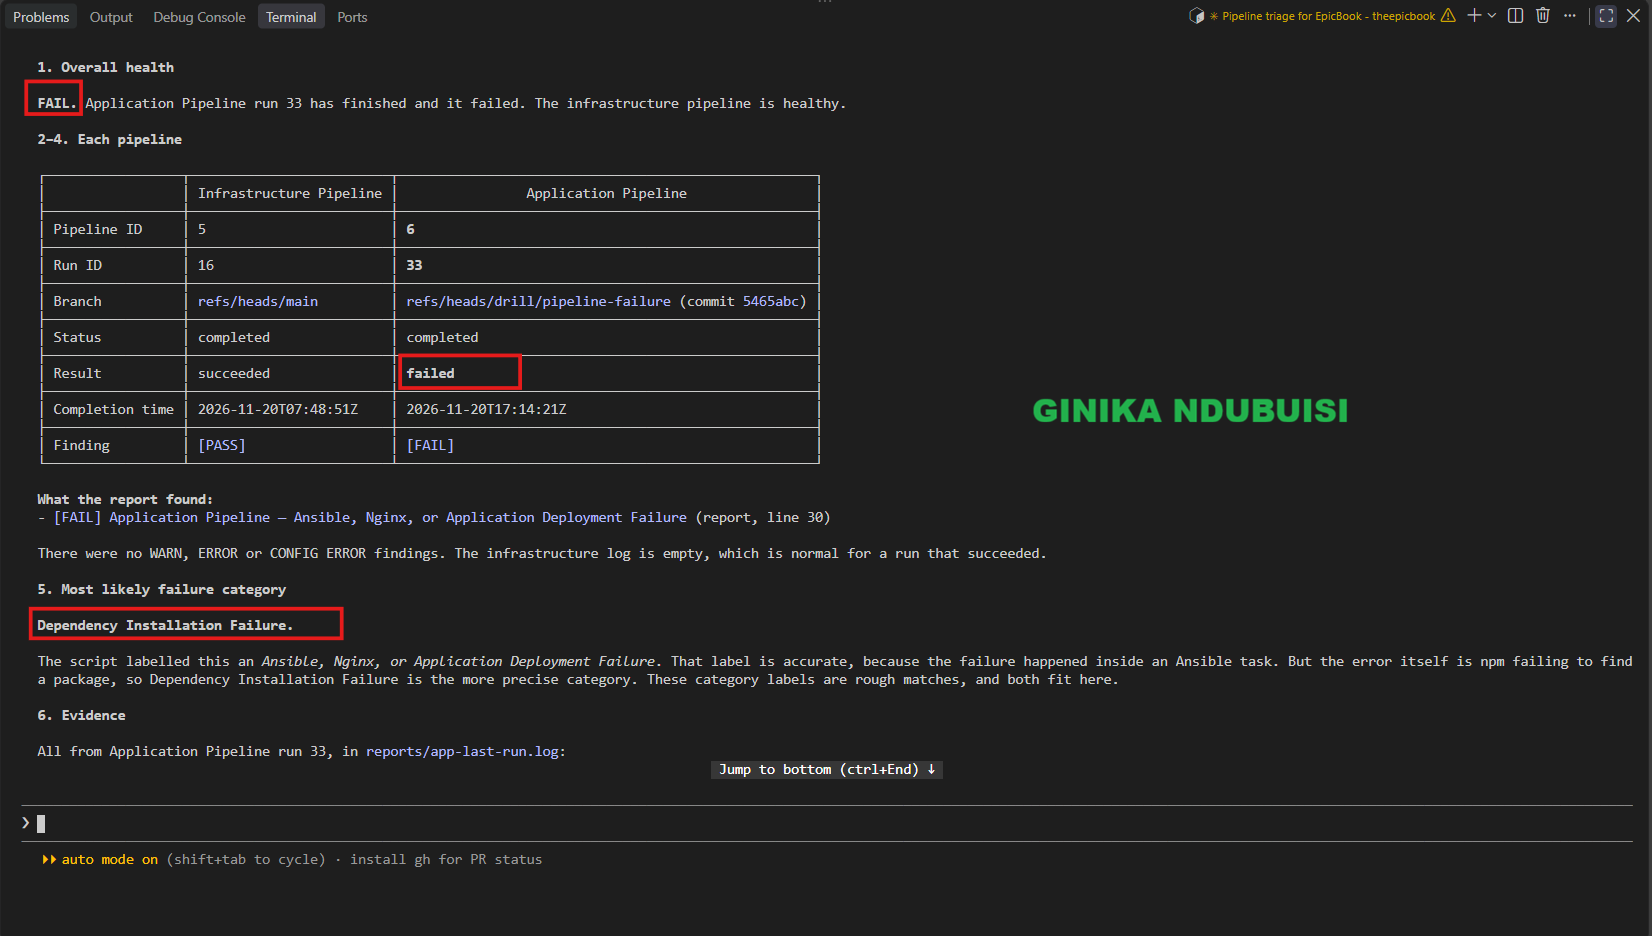 Problems Output Debug Console Terminal Ports
Pipeline triage for EpicBook - theepicbook
1. Overall health
FAIL. Application Pipeline run 33 has finished and it failed. The infrastructure pipeline is healthy.
2–4. Each pipeline
Infrastructure Pipeline Application Pipeline
Pipeline ID 5 6
Run ID 16 33
Branch refs/heads/main refs/heads/drill/pipeline-failure (commit 5465abc)
Status completed completed
Result succeeded failed
Completion time 2026-11-20T07:48:51Z 2026-11-20T17:14:21Z
Finding [PASS] [FAIL]
GINIKA NDUBUISI
What the report found:
- [FAIL] Application Pipeline — Ansible, Nginx, or Application Deployment Failure (report, line 30)
There were no WARN, ERROR or CONFIG ERROR findings. The infrastructure log is empty, which is normal for a run that succeeded.
5. Most likely failure category
Dependency Installation Failure.
The script labelled this an Ansible, Nginx, or Application Deployment Failure. That label is accurate, because the failure happened inside an Ansible task. But the error itself is npm failing to find
a package, so Dependency Installation Failure is the more precise category. These category labels are rough matches, and both fit here.
6. Evidence
All from Application Pipeline run 33, in reports/app-last-run.log:
Jump to bottom (ctrl+End) ↓
❯
⏵⏵ auto mode on (shift+tab to cycle) · install gh for PR status